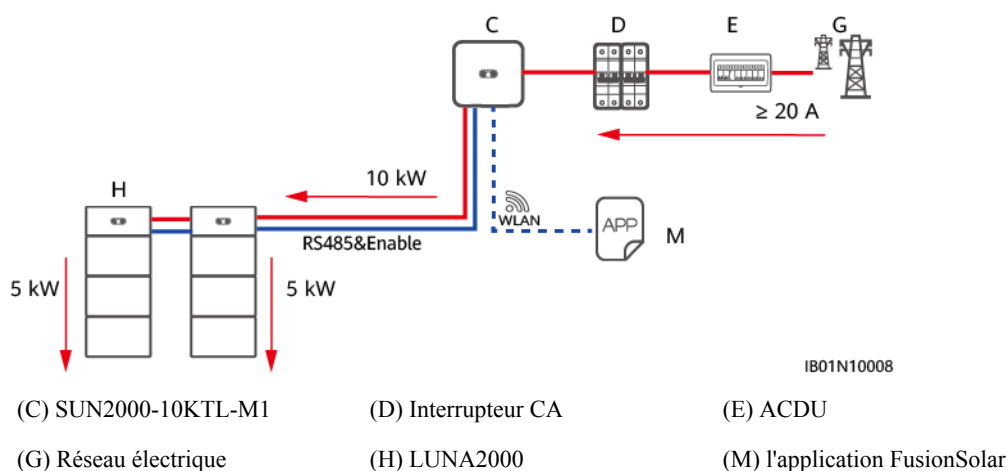 C D E G
≥ 20 A
H
10 kW
WLAN
APP
M
RS485&Enable
5 kW 5 kW
IB01N10008
(C) SUN2000-10KTL-M1 (D) Interrupteur CA (E) ACDU
(G) Réseau électrique (H) LUNA2000 (M) l'application FusionSolar